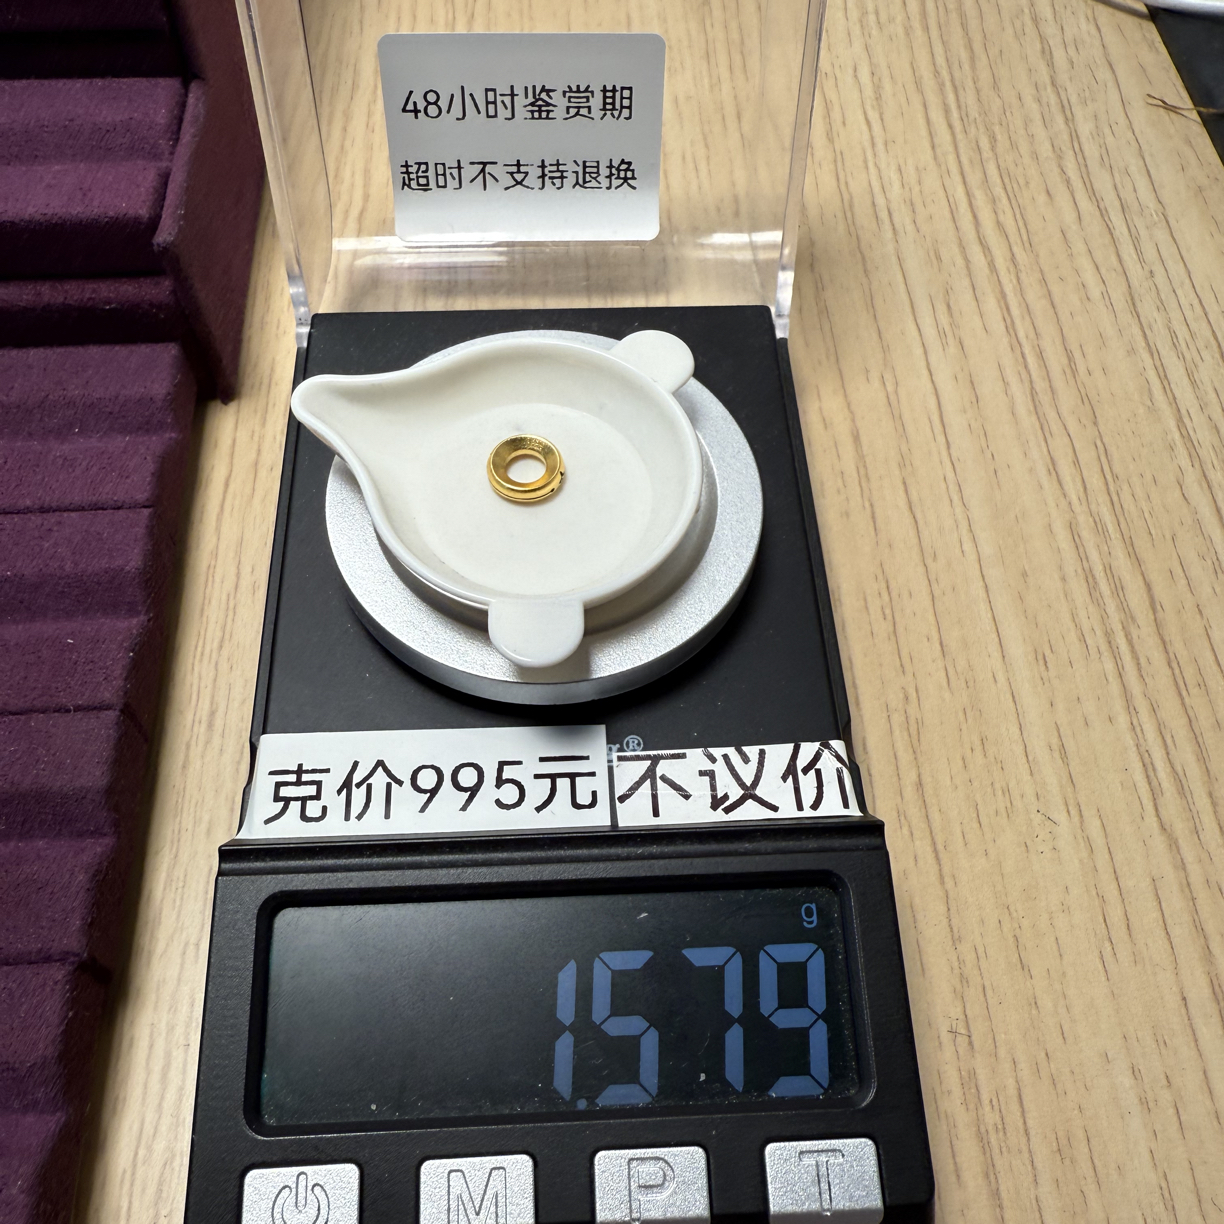 48小时鉴赏期
超时不支持退换
克价995元 不议价
g
1.579
M P T